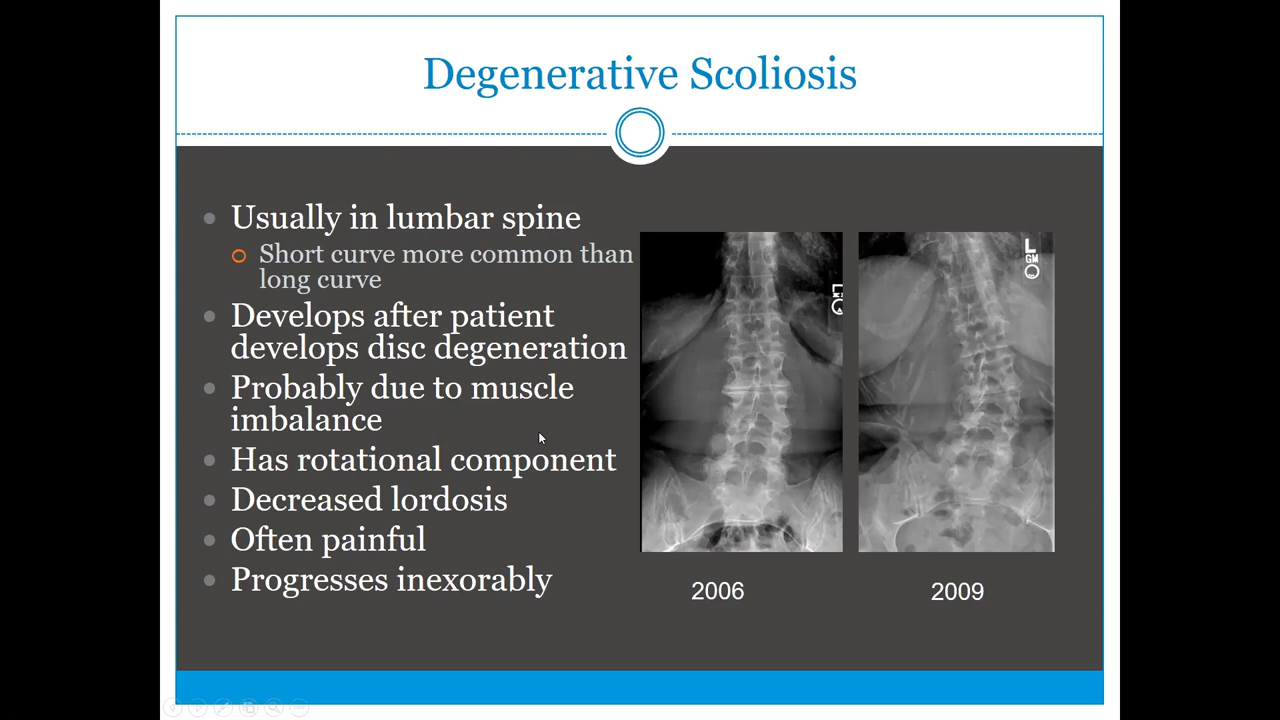 Degenerative Scoliosis
Usually in lumbar spine
Short curve more common than
long curve
Develops after patient
develops disc degeneration
Probably due to muscle
imbalance
Has rotational component
Decreased lordosis
Often painful
Progresses inexorably
L
L
GM
2006
2009